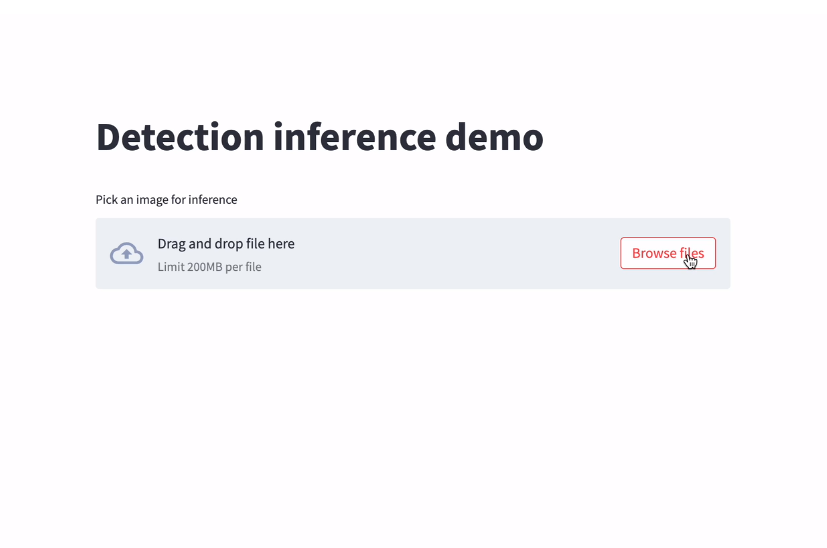 Detection inference demo
Pick an image for inference
Drag and drop file here
Limit 200MB per file
Browse files